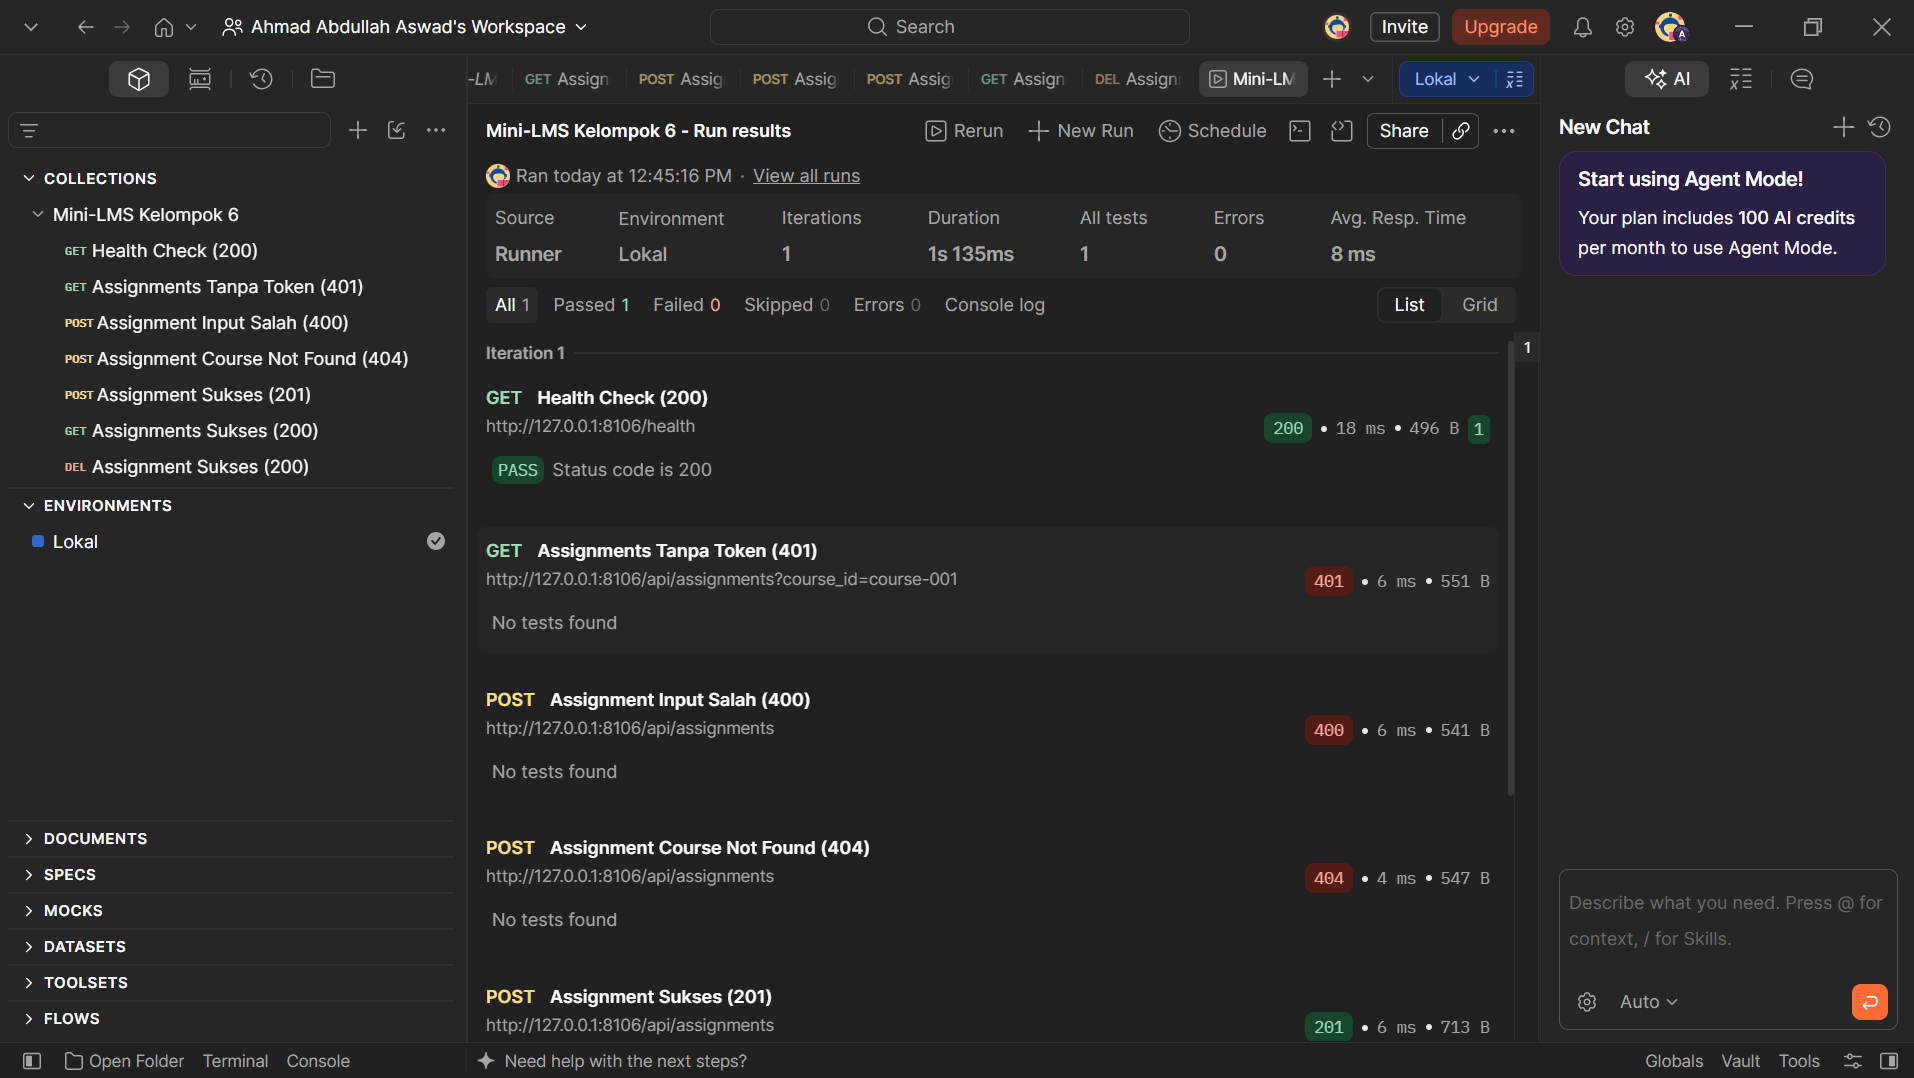 Ahmad Abdullah Aswad's Workspace
Search
Invite
Upgrade
A
-LM
GET Assign
POST Assig
POST Assig
POST Assig
GET Assign
DEL Assignn
Mini-LM
Lokal
AI
Mini-LMS Kelompok 6 - Run results
Rerun
New Run
Schedule
Share
New Chat
Ran today at 12:45:16 PM · View all runs
Start using Agent Mode!
Your plan includes 100 AI credits
per month to use Agent Mode.
COLLECTIONS
Mini-LMS Kelompok 6
GET Health Check (200)
GET Assignments Tanpa Token (401)
POST Assignment Input Salah (400)
POST Assignment Course Not Found (404)
POST Assignment Sukses (201)
GET Assignments Sukses (200)
DEL Assignment Sukses (200)
ENVIRONMENTS
Lokal
DOCUMENTS
SPECS
MOCKS
DATASETS
TOOLSETS
FLOWS
Source Environment Iterations Duration All tests Errors Avg. Resp. Time
Runner Lokal 1 1s 135ms 1 0 8 ms
All 1 Passed 1 Failed 0 Skipped 0 Errors 0 Console log
List Grid
Iteration 1
1
GET Health Check (200)
http://127.0.0.1:8106/health
200 • 18 ms • 496 B 1
PASS Status code is 200
GET Assignments Tanpa Token (401)
http://127.0.0.1:8106/api/assignments?course_id=course-001
401 • 6 ms • 551 B
No tests found
POST Assignment Input Salah (400)
http://127.0.0.1:8106/api/assignments
400 • 6 ms • 541 B
No tests found
POST Assignment Course Not Found (404)
http://127.0.0.1:8106/api/assignments
404 • 4 ms • 547 B
No tests found
POST Assignment Sukses (201)
http://127.0.0.1:8106/api/assignments
201 • 6 ms • 713 B
Describe what you need. Press @ for
context, / for Skills.
Auto
Open Folder Terminal Console
Need help with the next steps?
Globals Vault Tools